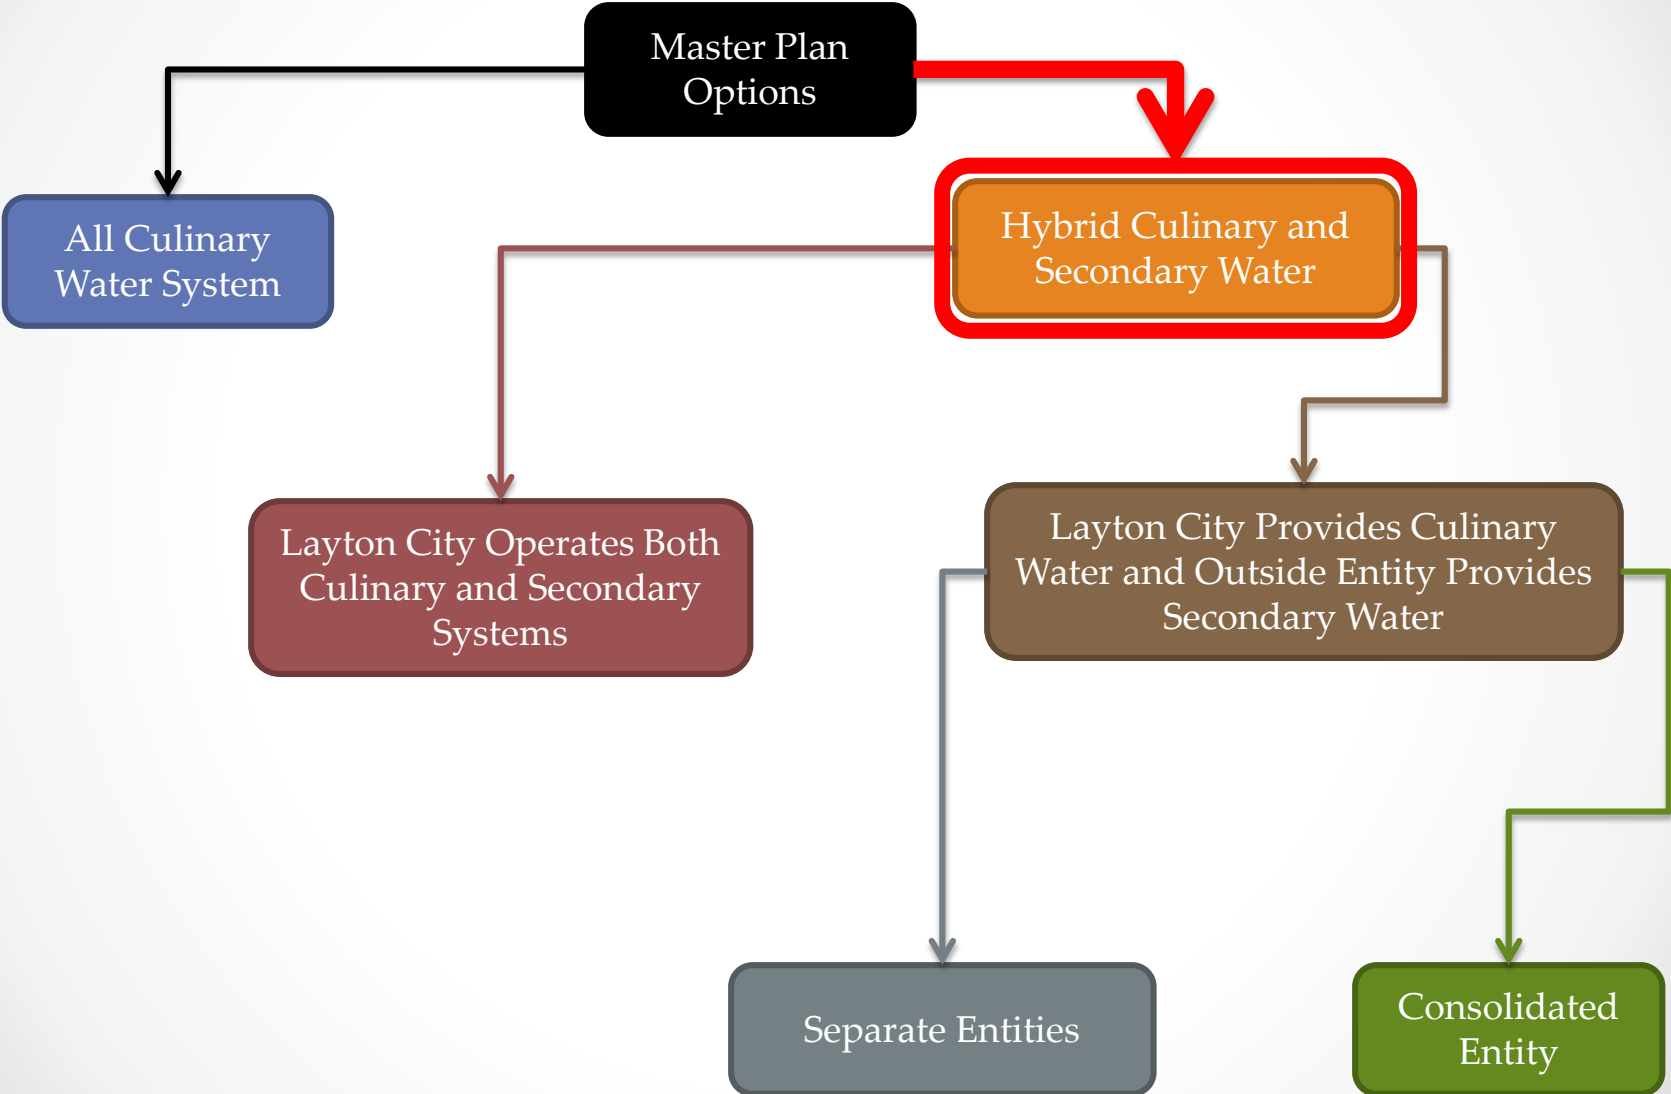 Master Plan
Options
All Culinary
Water System
Hybrid Culinary and
Secondary Water
Layton City Operates Both
Culinary and Secondary
Systems
Layton City Provides Culinary
Water and Outside Entity Provides
Secondary Water
Separate Entities
Consolidated
Entity